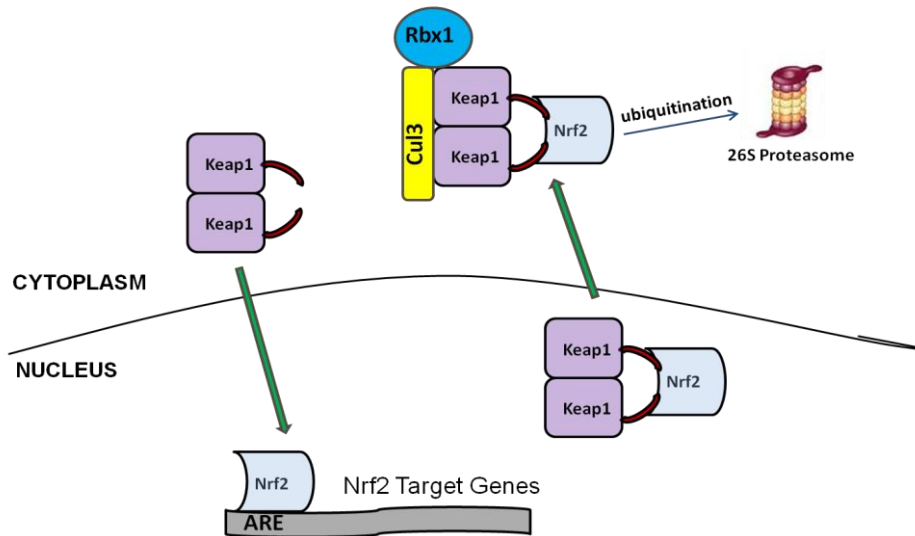 Rbx1
Cul3
Keap1
Keap1
Nrf2
ubiquitination
26S Proteasome
Keap1
Keap1
CYTOPLASM
NUCLEUS
Keap1
Keap1
Nrf2
Nrf2
Nrf2 Target Genes
ARE